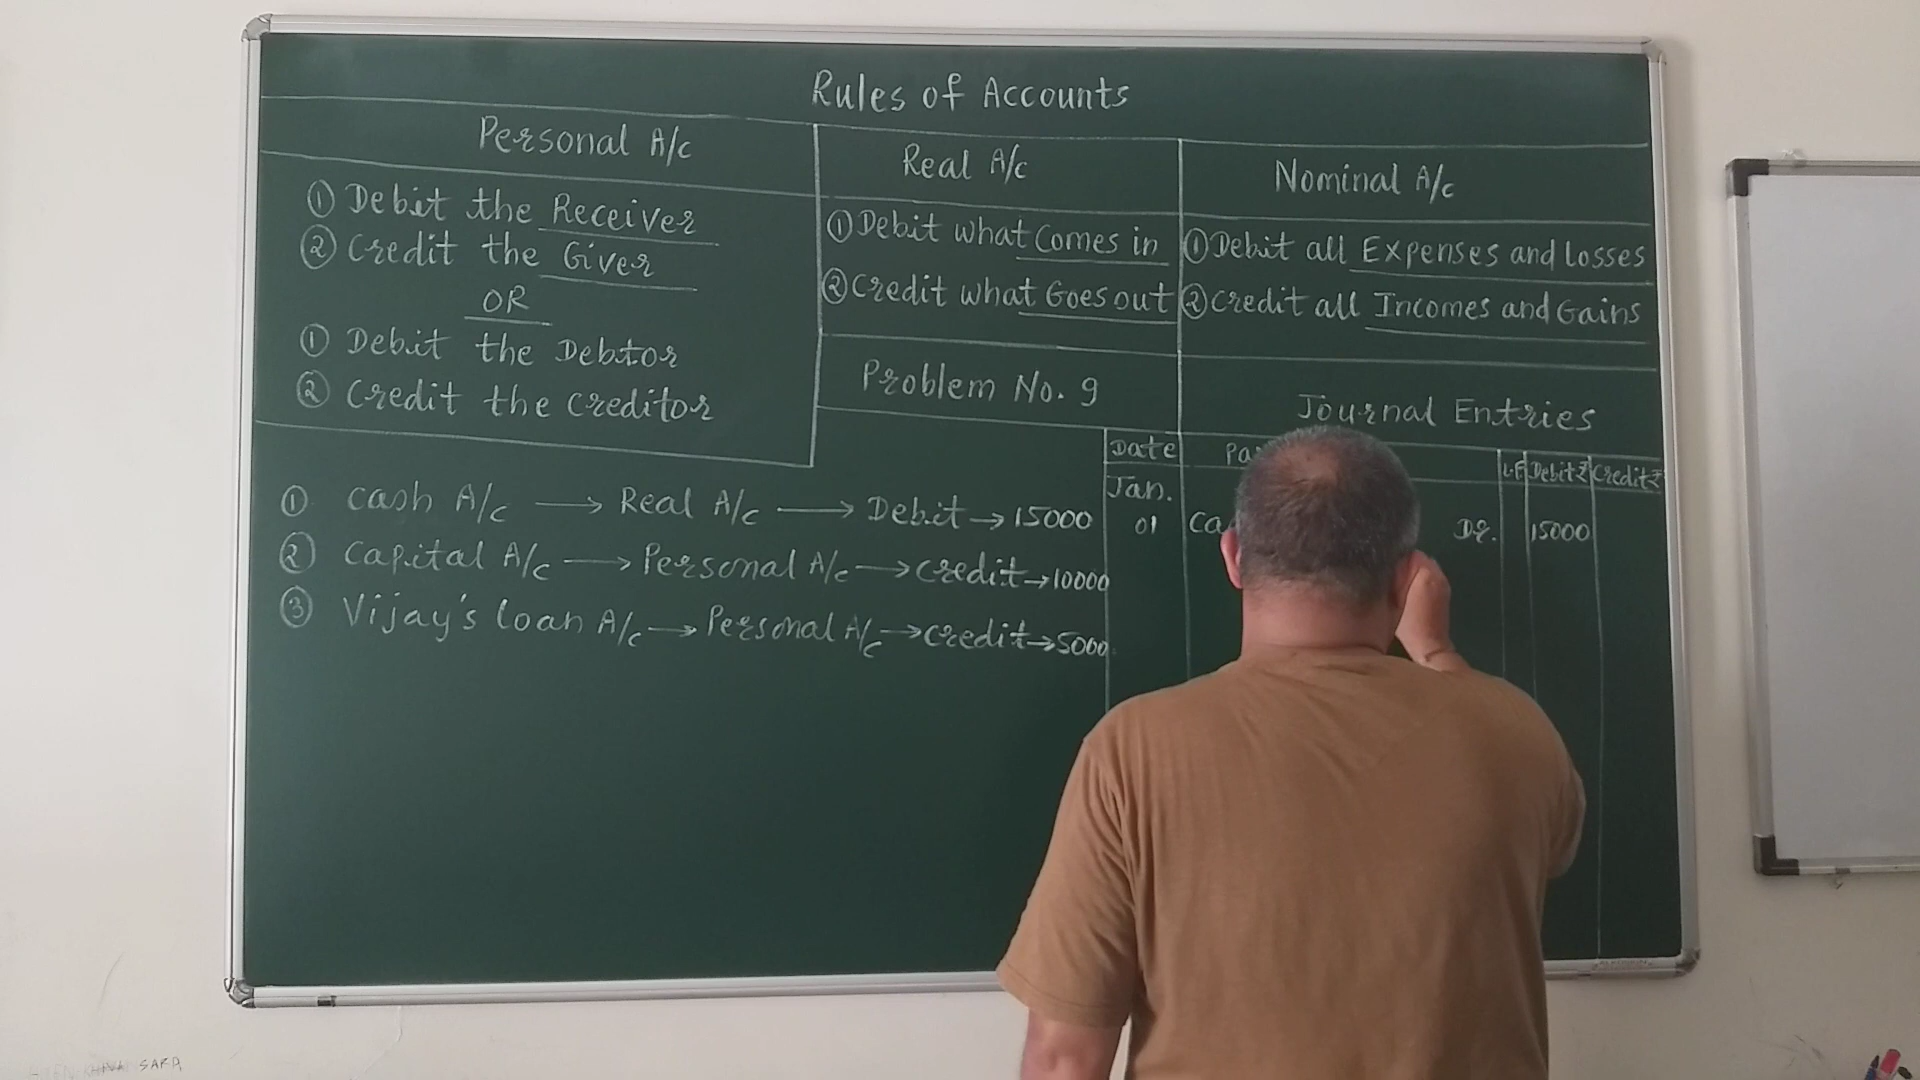 Rules of Accounts
Personal A/c
① Debit the Receiver
② Credit the Giver
OR
① Debit the Debtor
② Credit the Creditor
Real A/c
① Debit what Comes in
② Credit what Goes out
Nominal A/c
① Debit all Expenses and Losses
② Credit all Incomes and Gains
Problem No. 9
① Cash A/c → Real A/c → Debit → 15000
② Capital A/c → Personal A/c → Credit → 10000
③ Vijay's Loan A/c → Personal A/c → Credit → 5000
Journal Entries
Date L.F Debit ₹ Credit ₹
Jan.
01 Ca Dr. 15000
SARA